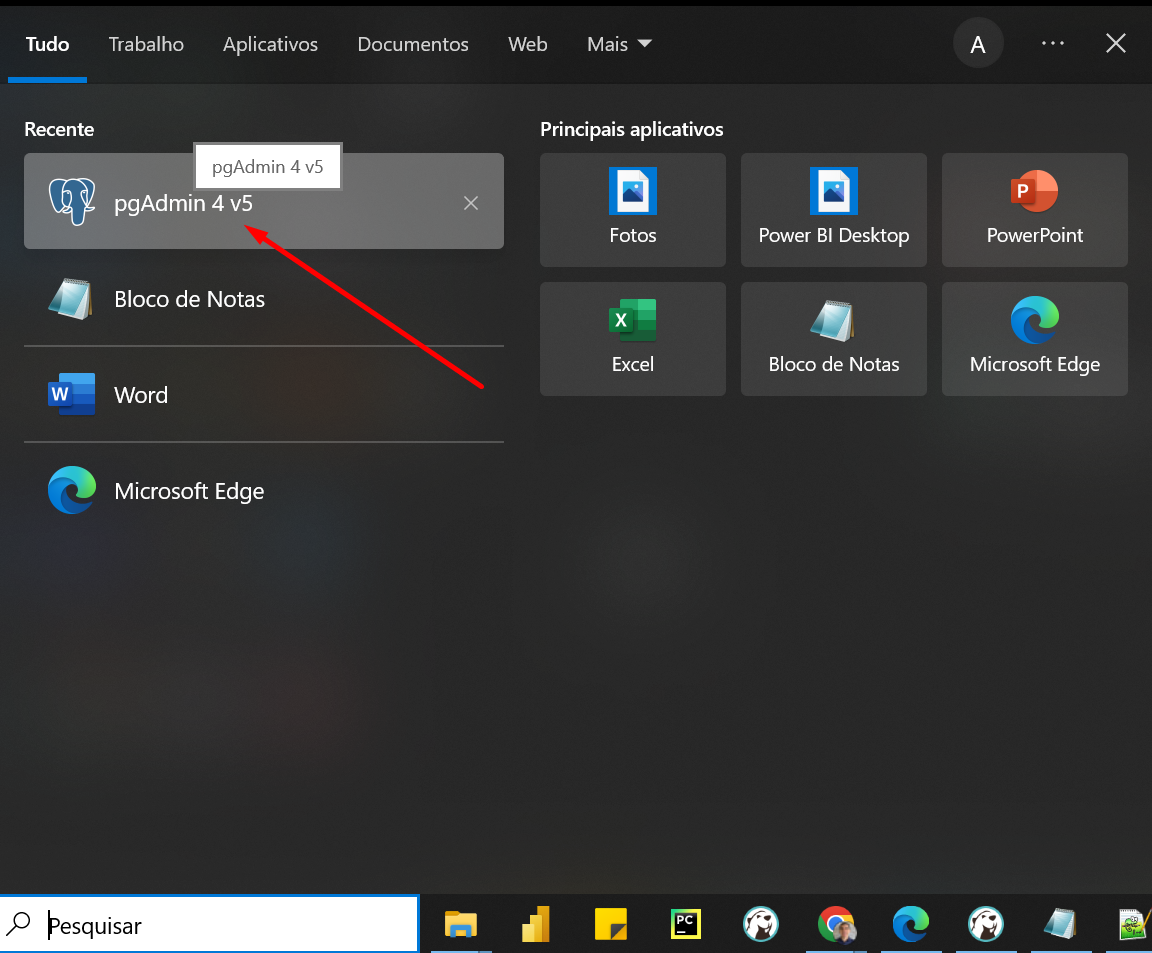 Tudo Trabalho Aplicativos Documentos Web Mais A ...
Recente
pgAdmin 4 v5
pgAdmin 4 v5
Bloco de Notas
Word
Microsoft Edge
Principais aplicativos
Fotos Power BI Desktop PowerPoint
Excel Bloco de Notas Microsoft Edge
Pesquisar